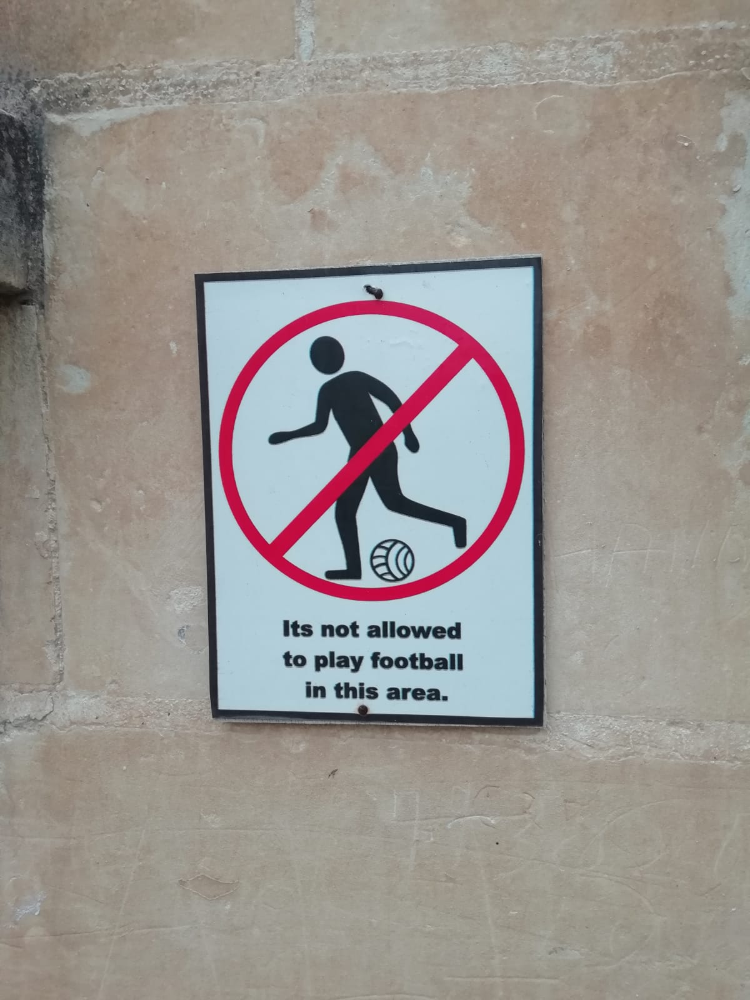 Its not allowed
to play football
in this area.